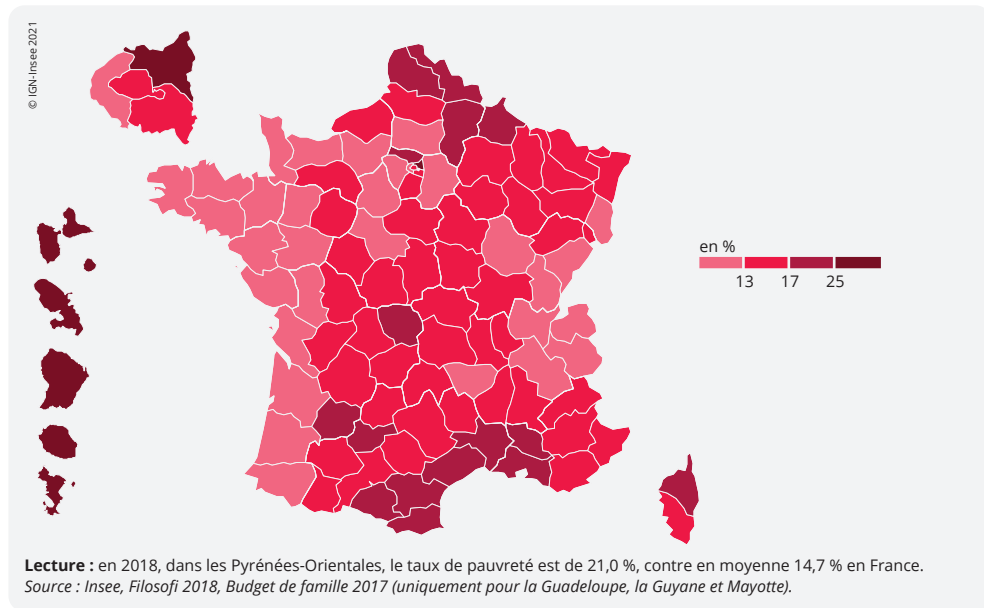 © IGN-Insee 2021
en %
13 17 25
Lecture : en 2018, dans les Pyrénées-Orientales, le taux de pauvreté est de 21,0 %, contre en moyenne 14,7 % en France.
Source : Insee, Filosofi 2018, Budget de famille 2017 (uniquement pour la Guadeloupe, la Guyane et Mayotte).